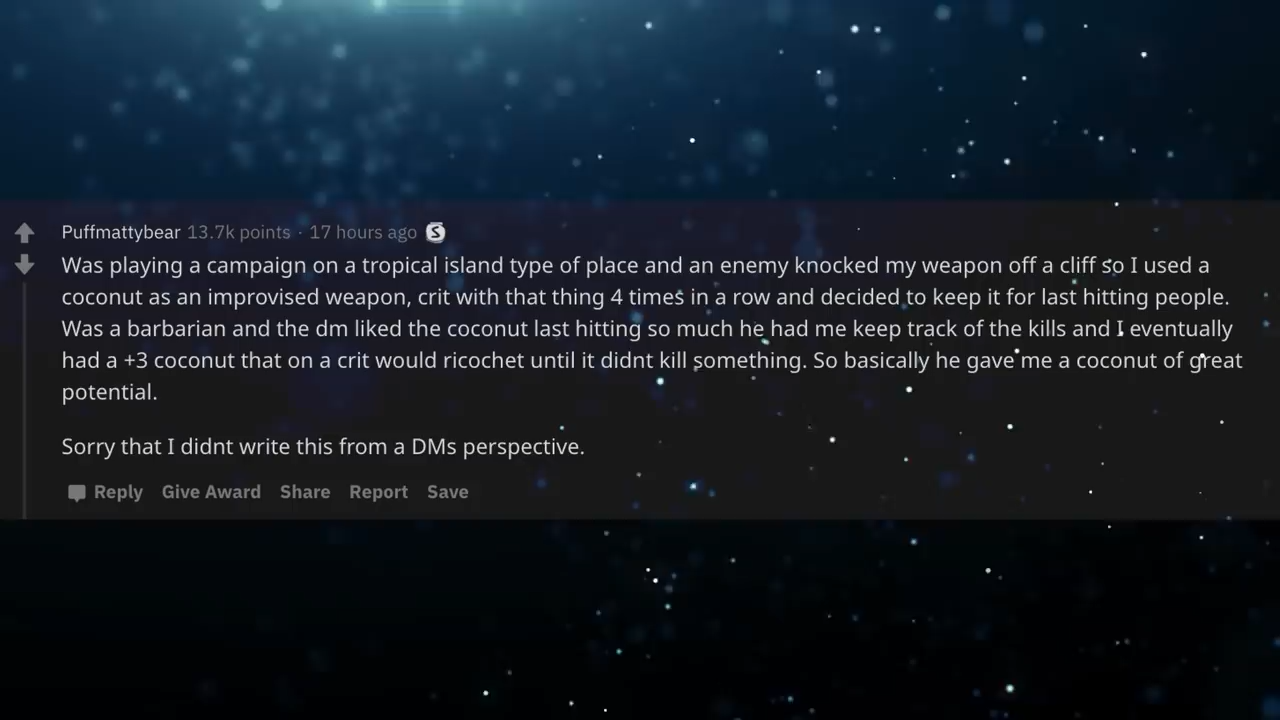 Puffmattybear 13.7k points · 17 hours ago S
Was playing a campaign on a tropical island type of place and an enemy knocked my weapon off a cliff so I used a
coconut as an improvised weapon, crit with that thing 4 times in a row and decided to keep it for last hitting people.
Was a barbarian and the dm liked the coconut last hitting so much he had me keep track of the kills and I eventually
had a +3 coconut that on a crit would ricochet until it didnt kill something. So basically he gave me a coconut of great
potential.
Sorry that I didnt write this from a DMs perspective.
Reply Give Award Share Report Save